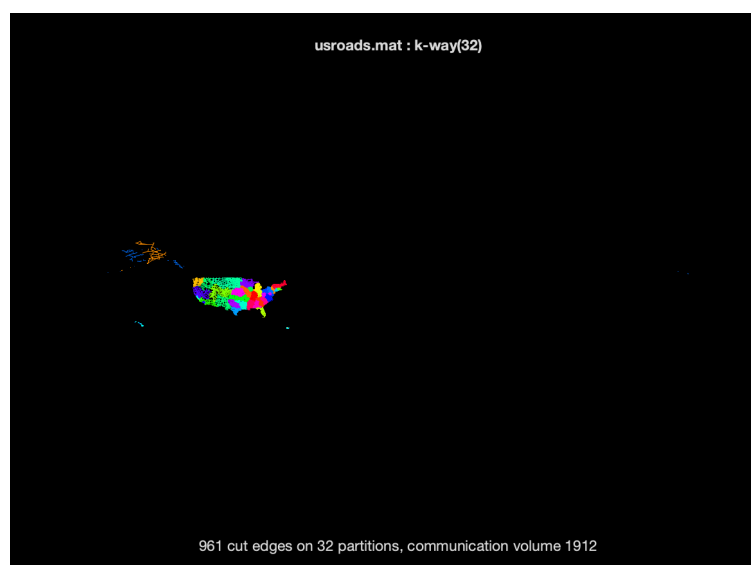 usroads.mat : k-way(32)
961 cut edges on 32 partitions, communication volume 1912